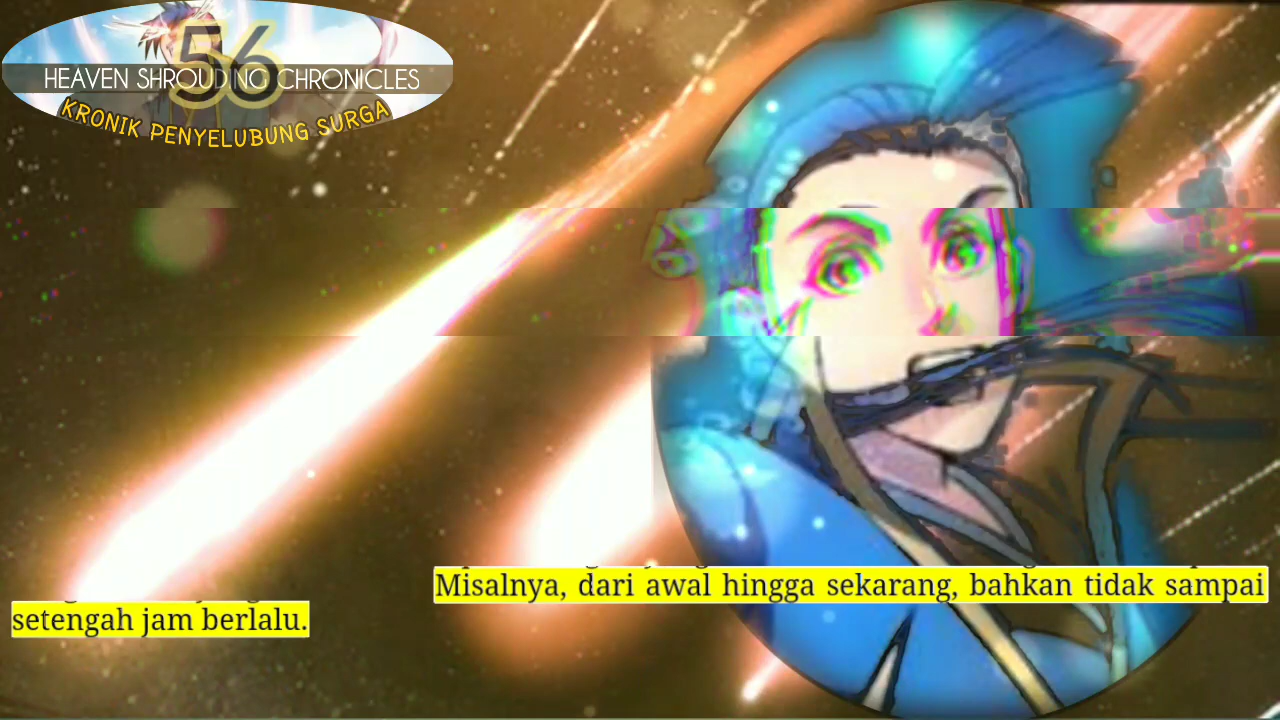 56
HEAVEN SHROUDING CHRONICLES
KRONIK PENYELUBUNG SURGA
Misalnya, dari awal hingga sekarang, bahkan tidak sampai
setengah jam berlalu.